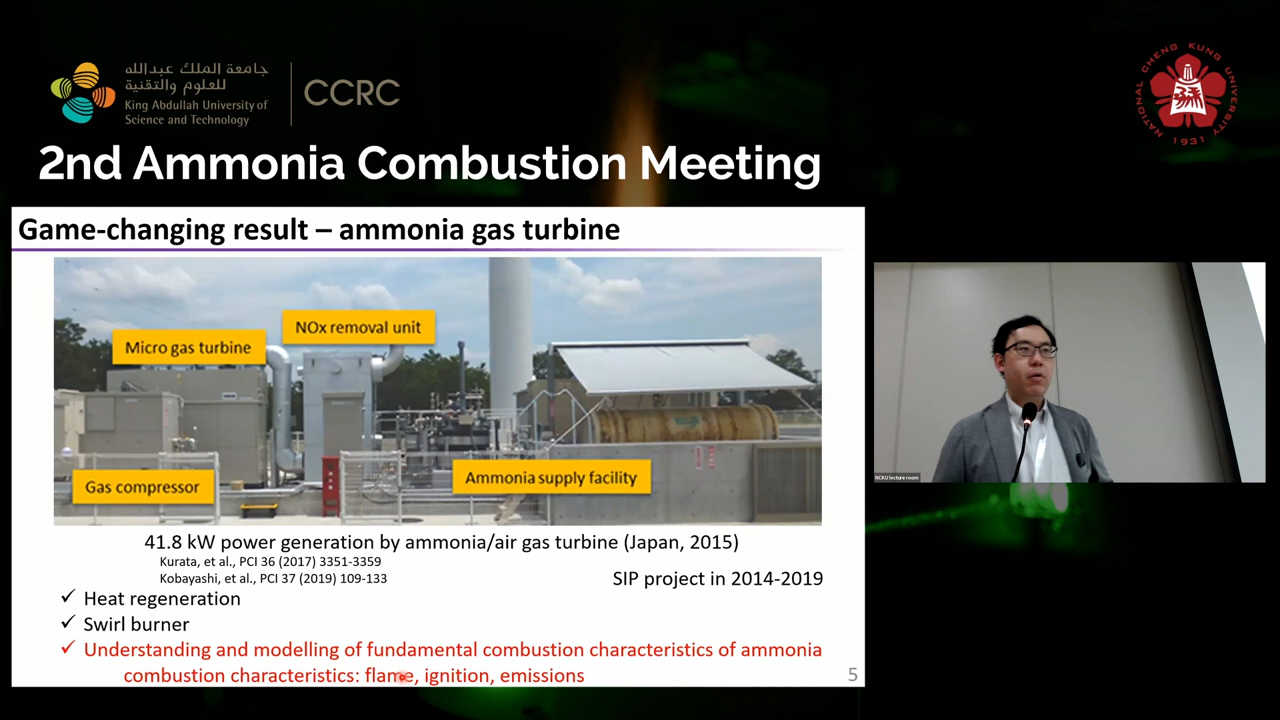 جامعة الملك عبدالله
للعلوم والتقنية
King Abdullah University of
Science and Technology
CCRC
NATIONAL CHENG KUNG UNIVERSITY
1931
2nd Ammonia Combustion Meeting
Game-changing result – ammonia gas turbine
NOx removal unit
Micro gas turbine
Ammonia supply facility
Gas compressor
41.8 kW power generation by ammonia/air gas turbine (Japan, 2015)
Kurata, et al., PCI 36 (2017) 3351-3359
Kobayashi, et al., PCI 37 (2019) 109-133
SIP project in 2014-2019
✓ Heat regeneration
✓ Swirl burner
✓ Understanding and modelling of fundamental combustion characteristics of ammonia
combustion characteristics: flame, ignition, emissions
5
NCKU lecture room